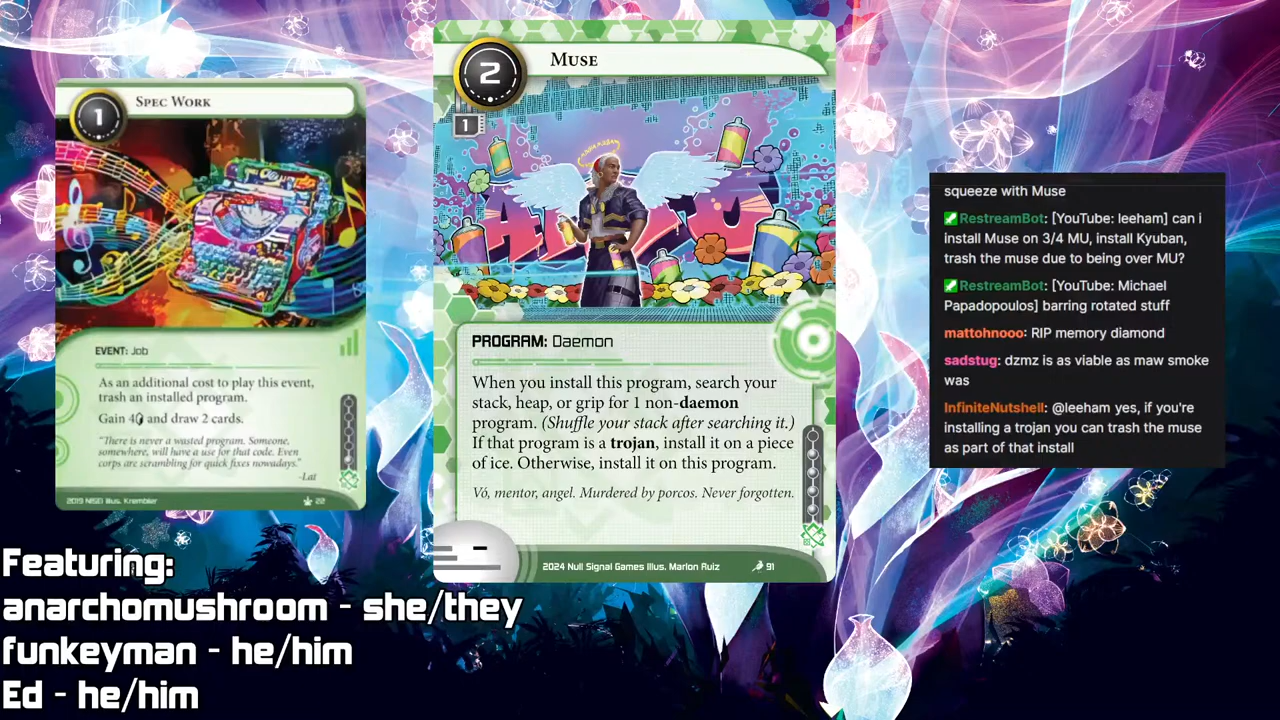 1
SPEC WORK
EVENT: Job
As an additional cost to play this event,
trash an installed program.
Gain 4 and draw 2 cards.
"There is never a wasted program. Someone,
somewhere, will have a use for that code. Even
corps are scrambling for quick fixes nowadays."
-Lat
2019 NISEI Illus. Krembler
22
2
MUSE
1
PROGRAM: Daemon
When you install this program, search your
stack, heap, or grip for 1 non-daemon
program. (Shuffle your stack after searching it.)
If that program is a trojan, install it on a piece
of ice. Otherwise, install it on this program.
Vó, mentor, angel. Murdered by porcos. Never forgotten.
-
2024 Null Signal Games Illus. Marlon Ruiz
91
squeeze with Muse
RestreamBot: [YouTube: leeham] can i
install Muse on 3/4 MU, install Kyuban,
trash the muse due to being over MU?
RestreamBot: [YouTube: Michael
Papadopoulos] barring rotated stuff
mattohnooo: RIP memory diamond
sadstug: dzmz is as viable as maw smoke
was
InfiniteNutshell: @leeham yes, if you're
installing a trojan you can trash the muse
as part of that install
Featuring:
anarchomushroom - she/they
funkeyman - he/him
Ed - he/him